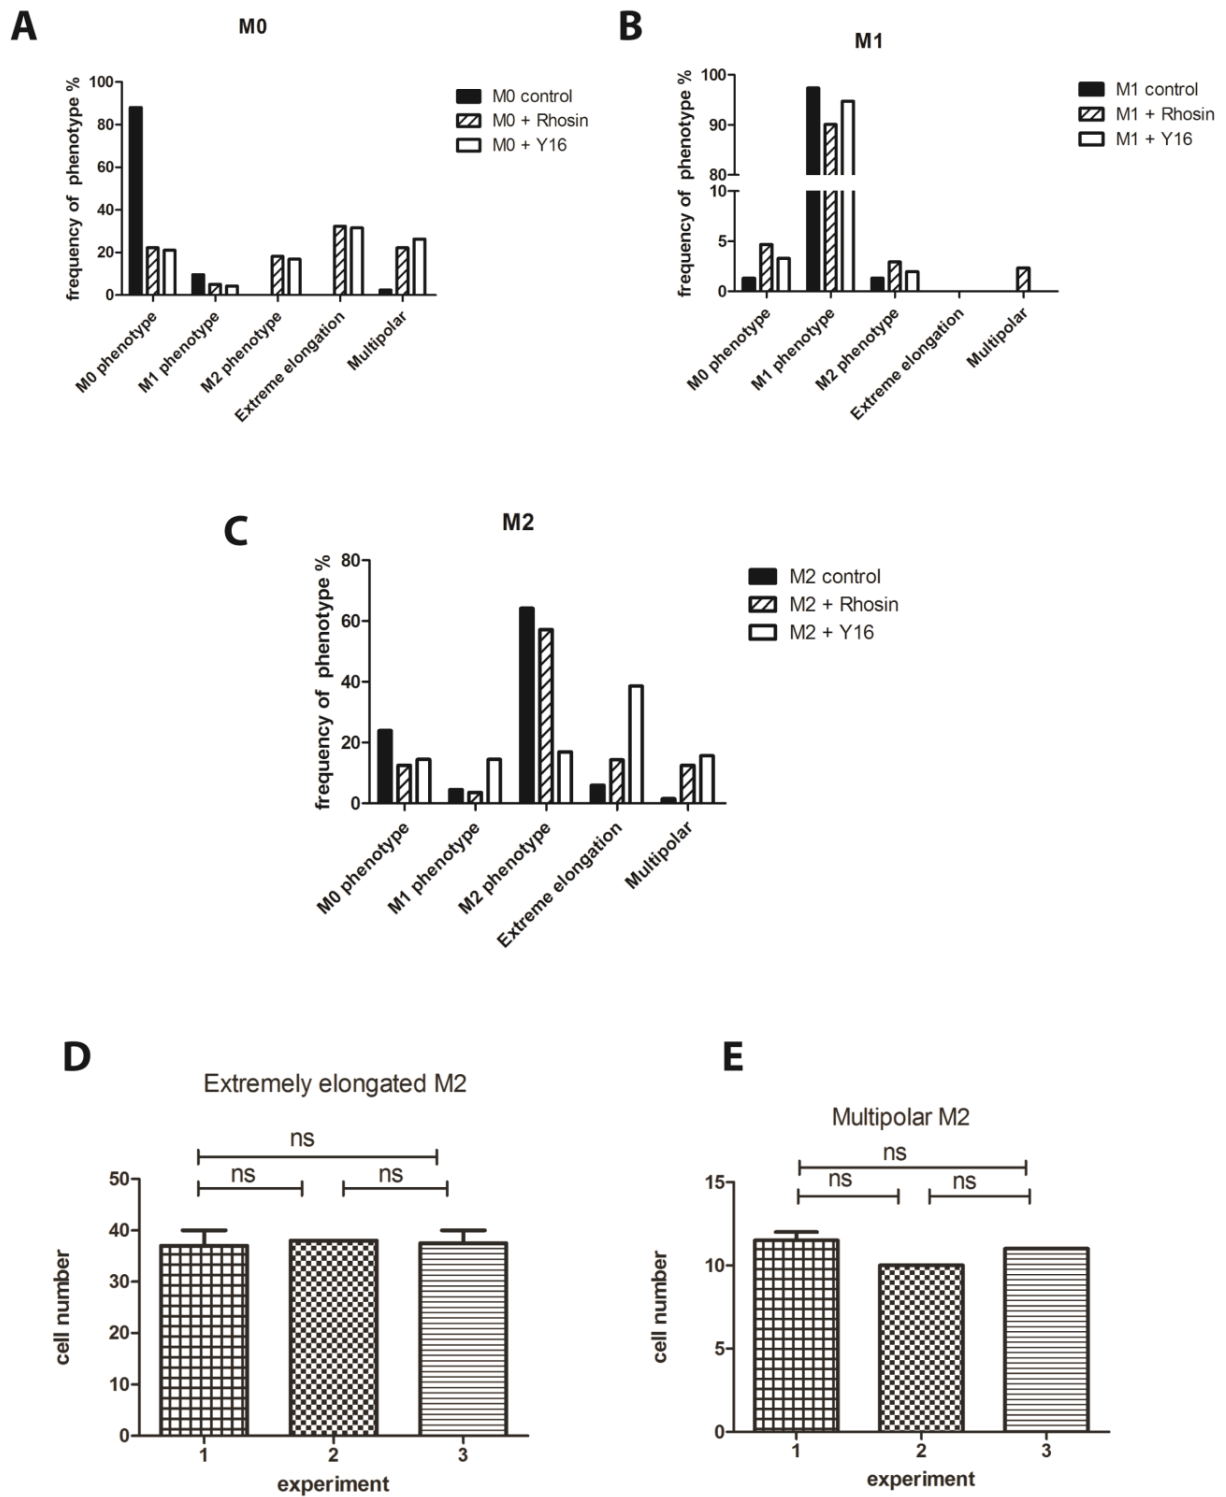 A
M0
frequency of phenotype %
100
80
60
40
20
0
M0 phenotype
M1 phenotype
M2 phenotype
Extreme elongation
Multipolar
M0 control
M0 + Rhosin
M0 + Y16
B
M1
frequency of phenotype %
100
90
80
10
5
0
M0 phenotype
M1 phenotype
M2 phenotype
Extreme elongation
Multipolar
M1 control
M1 + Rhosin
M1 + Y16
C
M2
frequency of phenotype %
80
60
40
20
0
M0 phenotype
M1 phenotype
M2 phenotype
Extreme elongation
Multipolar
M2 control
M2 + Rhosin
M2 + Y16
D
Extremely elongated M2
ns
ns
ns
cell number
50
40
30
20
10
0
1
2
3
experiment
E
Multipolar M2
ns
ns
ns
cell number
15
10
5
0
1
2
3
experiment